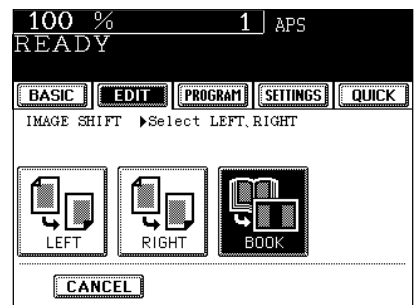 100 % 1 APS
READY
BASIC EDIT PROGRAM SETTINGS QUICK
IMAGE SHIFT ▶Select LEFT, RIGHT
LEFT RIGHT BOOK
CANCEL